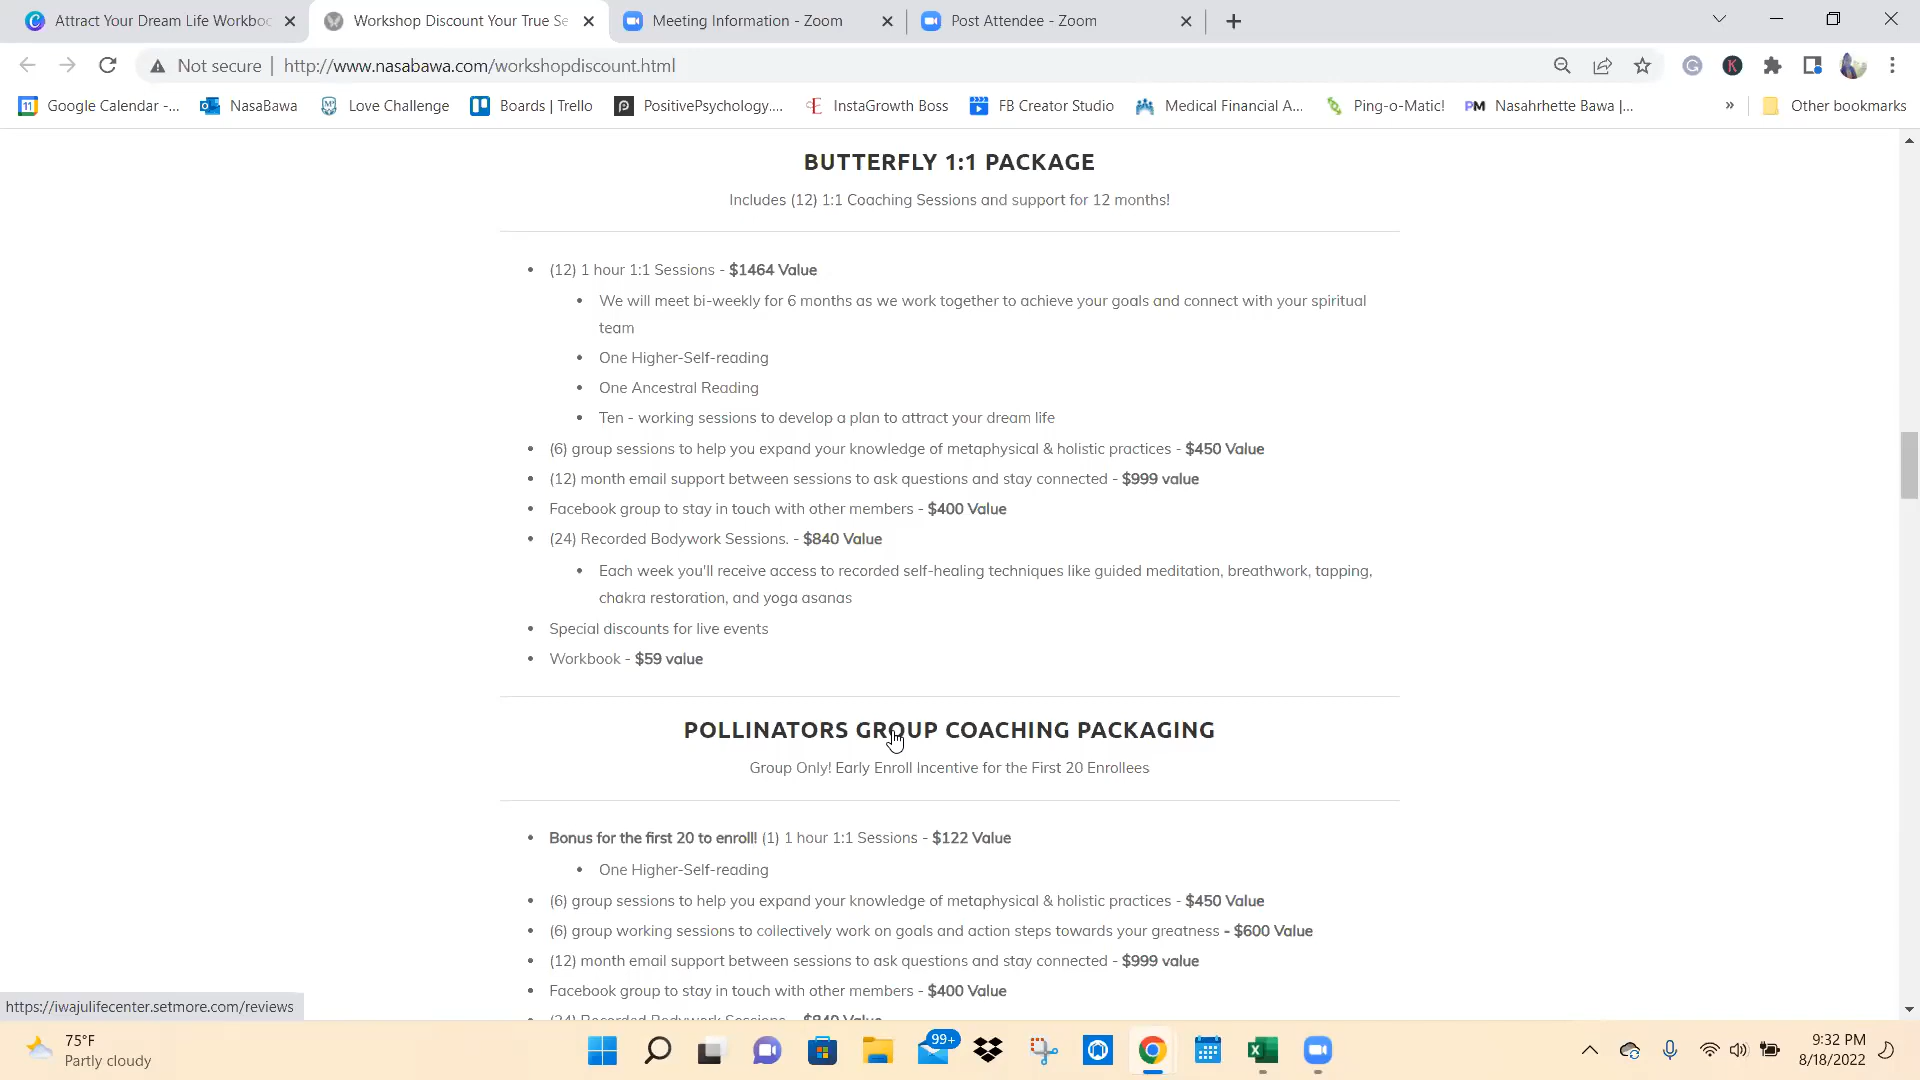 Attract Your Dream Life Workboo
Workshop Discount Your True Se
Meeting Information - Zoom
Post Attendee - Zoom
Not secure
http://www.nasabawa.com/workshopdiscount.html
Google Calendar -...
NasaBawa
Love Challenge
Boards | Trello
PositivePsychology....
InstaGrowth Boss
FB Creator Studio
Medical Financial A...
Ping-o-Matic!
PM Nasahrhette Bawa |...
»
Other bookmarks
BUTTERFLY 1:1 PACKAGE
Includes (12) 1:1 Coaching Sessions and support for 12 months!
• (12) 1 hour 1:1 Sessions - $1464 Value
• We will meet bi-weekly for 6 months as we work together to achieve your goals and connect with your spiritual
team
• One Higher-Self-reading
• One Ancestral Reading
• Ten - working sessions to develop a plan to attract your dream life
• (6) group sessions to help you expand your knowledge of metaphysical & holistic practices - $450 Value
• (12) month email support between sessions to ask questions and stay connected - $999 value
• Facebook group to stay in touch with other members - $400 Value
• (24) Recorded Bodywork Sessions. - $840 Value
• Each week you'll receive access to recorded self-healing techniques like guided meditation, breathwork, tapping,
chakra restoration, and yoga asanas
• Special discounts for live events
• Workbook - $59 value
POLLINATORS GROUP COACHING PACKAGING
Group Only! Early Enroll Incentive for the First 20 Enrollees
• Bonus for the first 20 to enroll! (1) 1 hour 1:1 Sessions - $122 Value
• One Higher-Self-reading
• (6) group sessions to help you expand your knowledge of metaphysical & holistic practices - $450 Value
• (6) group working sessions to collectively work on goals and action steps towards your greatness - $600 Value
• (12) month email support between sessions to ask questions and stay connected - $999 value
• Facebook group to stay in touch with other members - $400 Value
• (24) Recorded Bodywork Sessions. - $840 Value
https://iwajulifecenter.setmore.com/reviews
75°F
Partly cloudy
99+
9:32 PM
8/18/2022